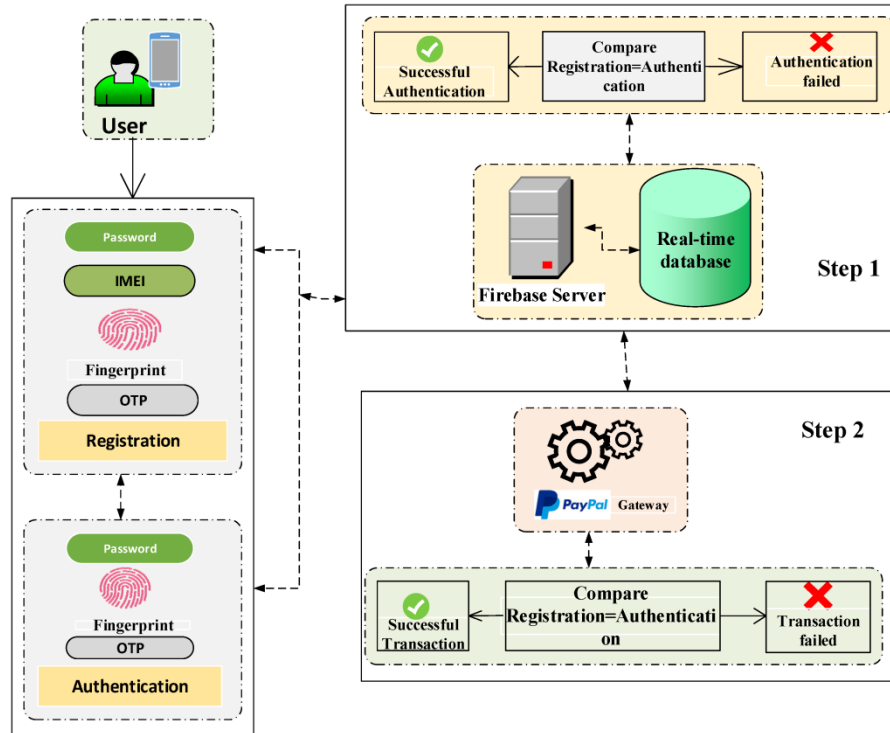 User
Password
IMEI
Fingerprint
OTP
Registration
Password
Fingerprint
OTP
Authentication
Successful
Authentication
Compare
Registration=Authenti
cation
Authentication
failed
Firebase Server
Real-time
database
Step 1
Step 2
PayPal Gateway
Successful
Transaction
Compare
Registration=Authenticati
on
Transaction
failed